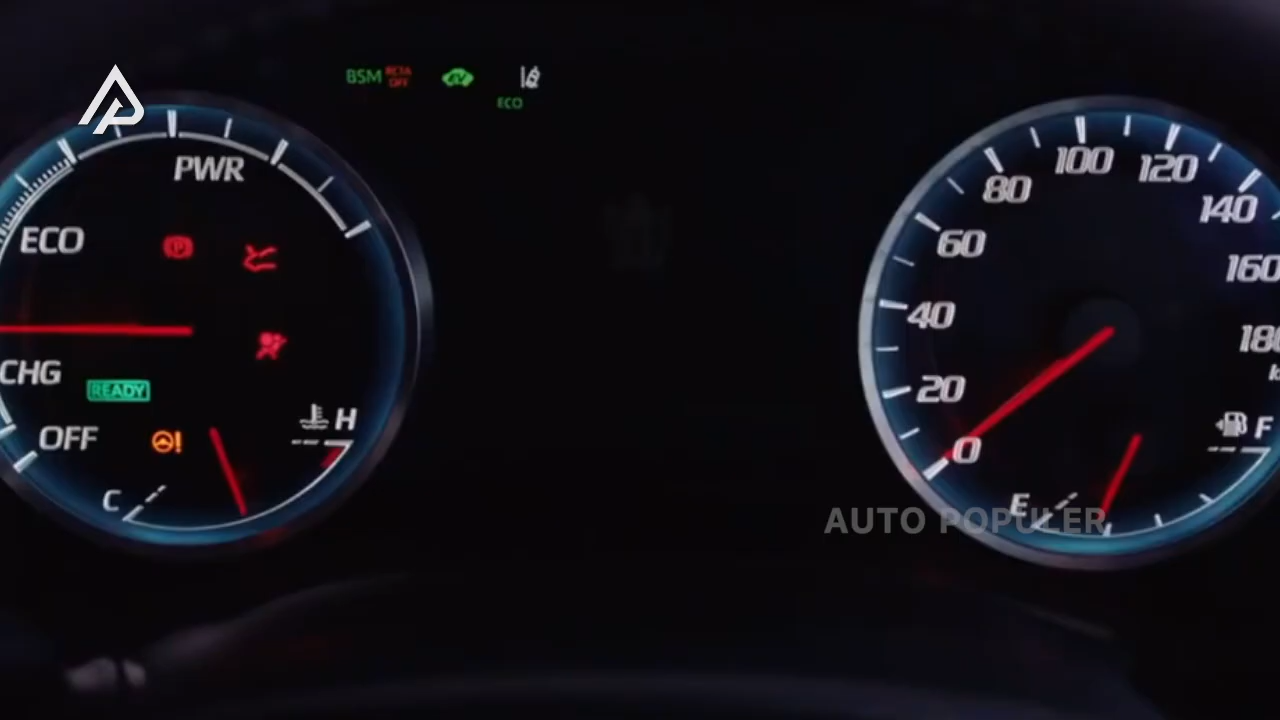 BSM RCTA OFF
ECO
PWR
ECO
CHG
READY
OFF
C
H
0
20
40
60
80
100
120
140
160
E
F
AUTO POPULER